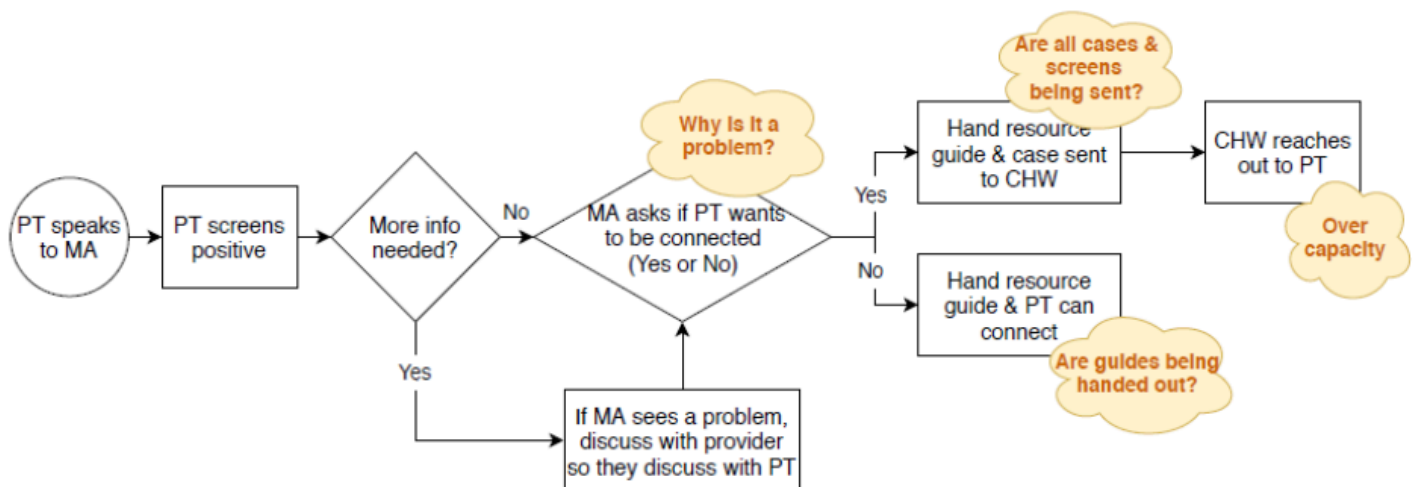 PT speaks
to MA
PT screens
positive
More info
needed?
No
Yes
If MA sees a problem,
discuss with provider
so they discuss with PT
Why is it a
problem?
MA asks if PT wants
to be connected
(Yes or No)
Yes
No
Are all cases &
screens
being sent?
Hand resource
guide & case sent
to CHW
CHW reaches
out to PT
Over
capacity
Hand resource
guide & PT can
connect
Are guides being
handed out?